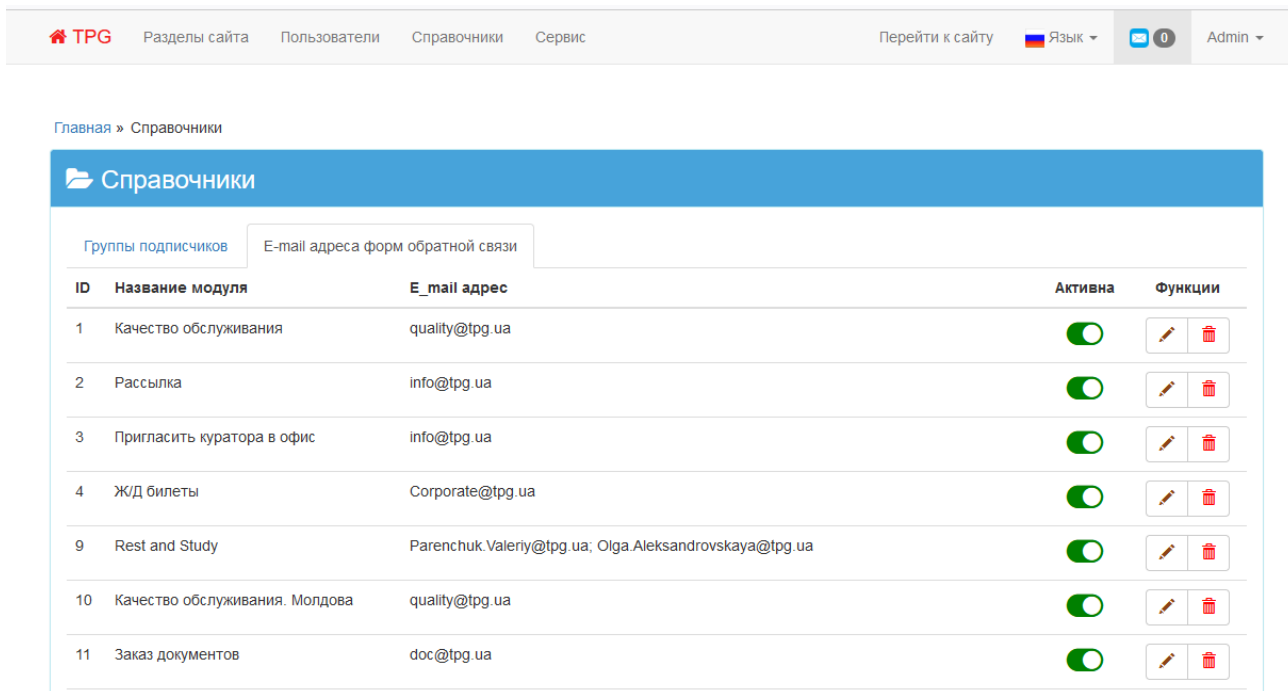 TPG Разделы сайта Пользователи Справочники Сервис Перейти к сайту Язык 0 Admin
Главная » Справочники
Справочники
Группы подписчиков E-mail адреса форм обратной связи
ID Название модуля E_mail адрес Активна Функции
1 Качество обслуживания quality@tpg.ua
2 Рассылка info@tpg.ua
3 Пригласить куратора в офис info@tpg.ua
4 Ж/Д билеты Corporate@tpg.ua
9 Rest and Study Parenchuk.Valeriy@tpg.ua; Olga.Aleksandrovskaya@tpg.ua
10 Качество обслуживания. Молдова quality@tpg.ua
11 Заказ документов doc@tpg.ua